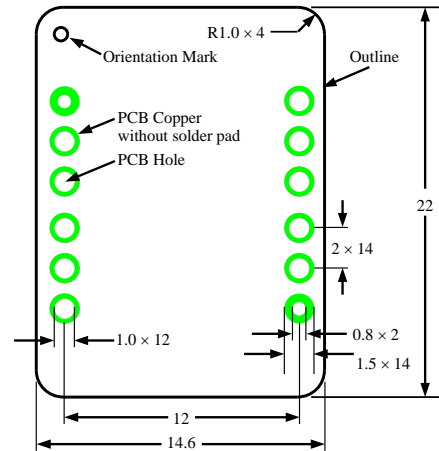 R1.0 × 4
Orientation Mark
Outline
PCB Copper
without solder pad
PCB Hole
22
2 × 14
1.0 × 12
0.8 × 2
1.5 × 14
12
14.6